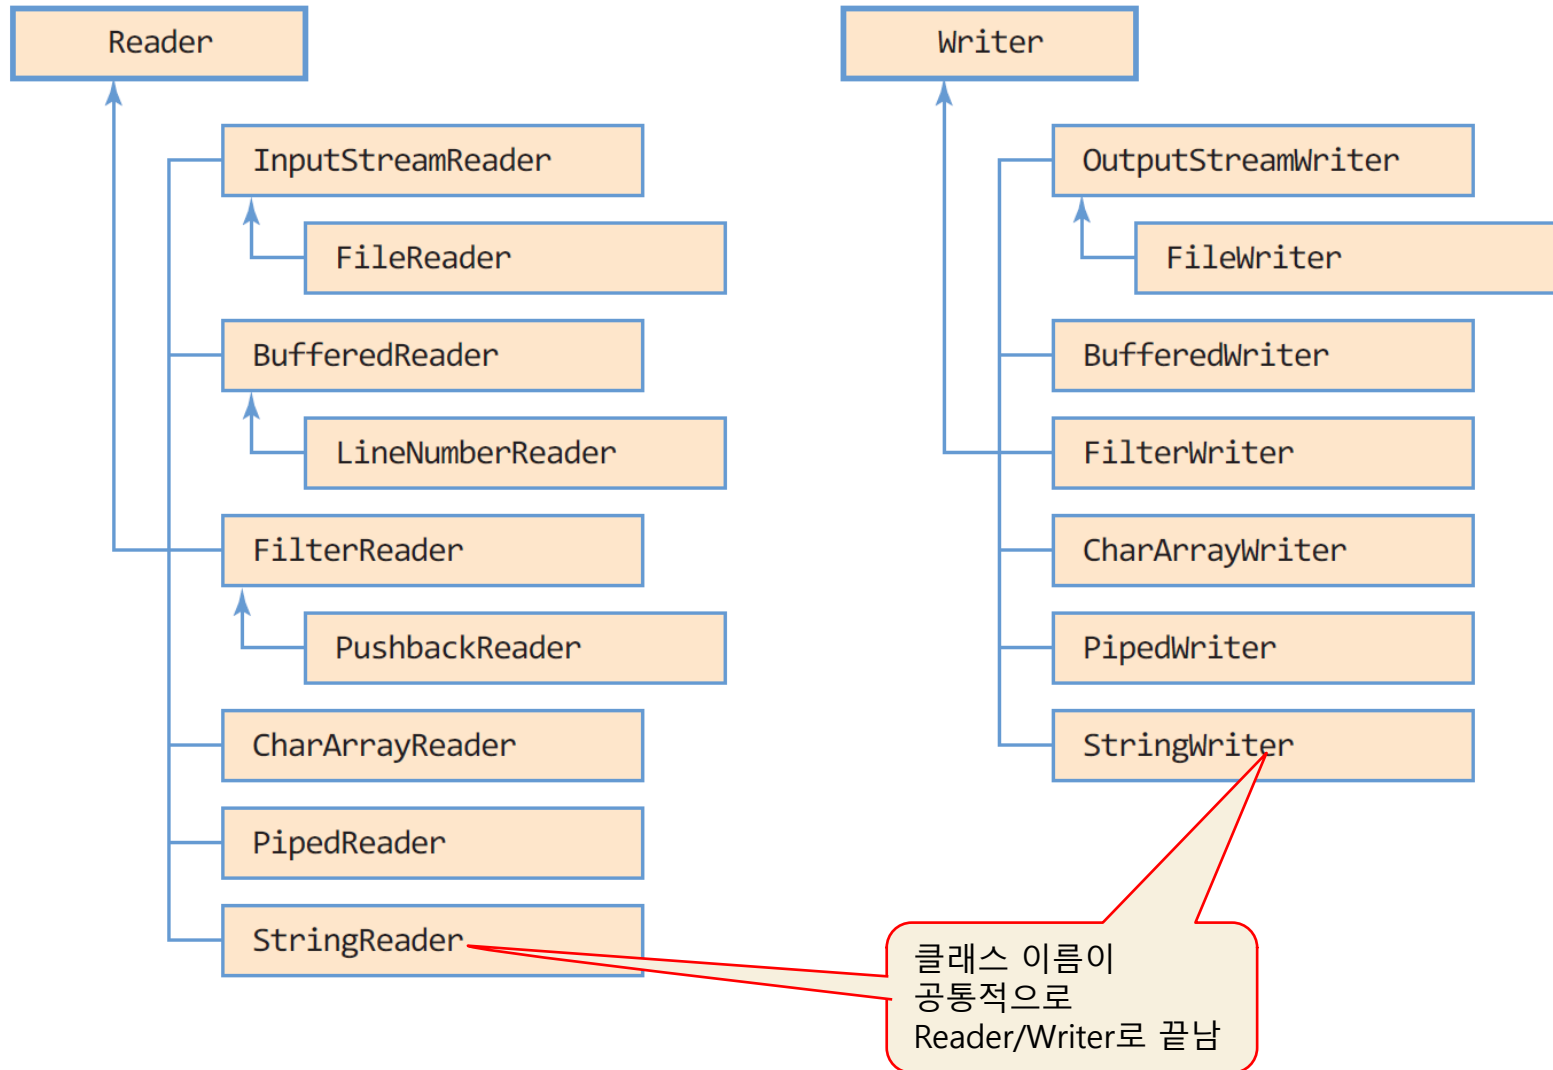 Reader
InputStreamReader
FileReader
BufferedReader
LineNumberReader
FilterReader
PushbackReader
CharArrayReader
PipedReader
StringReader
Writer
OutputStreamWriter
FileWriter
BufferedWriter
FilterWriter
CharArrayWriter
PipedWriter
StringWriter
클래스 이름이
공통적으로
Reader/Writer로 끝남